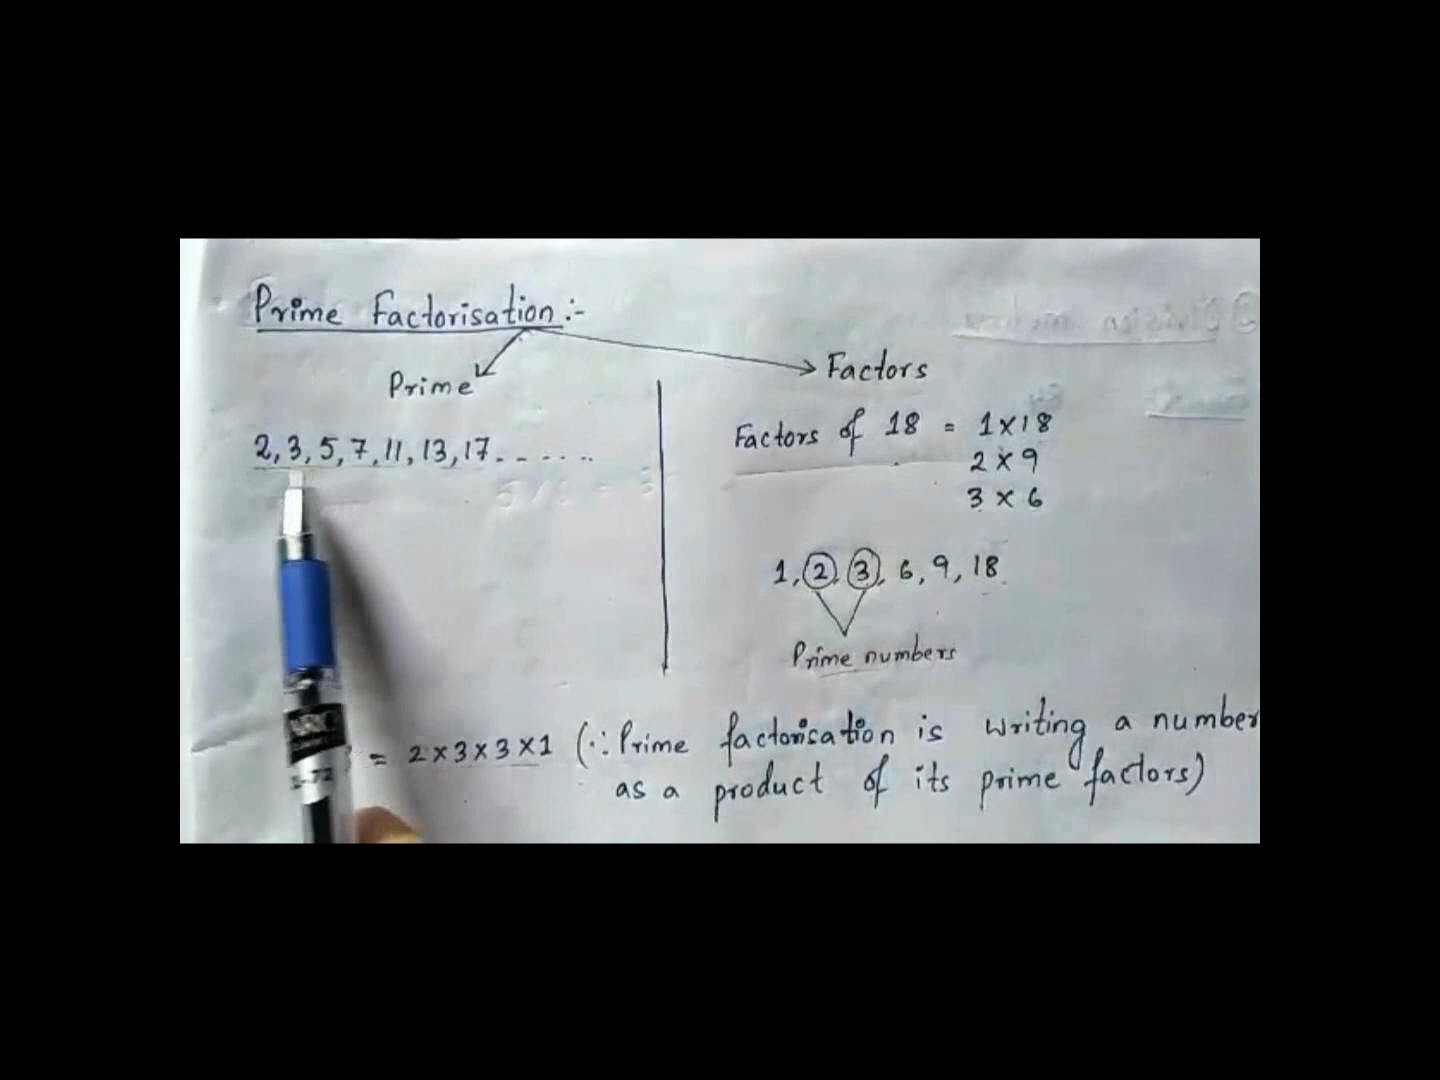 Prime Factorisation :-
Prime
Factors
2, 3, 5, 7, 11, 13, 17 . . . . . .
Factors of 18 = 1 × 18
2 × 9
3 × 6
1, 2, 3, 6, 9, 18
Prime numbers
= 2 × 3 × 3 × 1 (∵ Prime factorisation is writing a number
as a product of its prime factors)